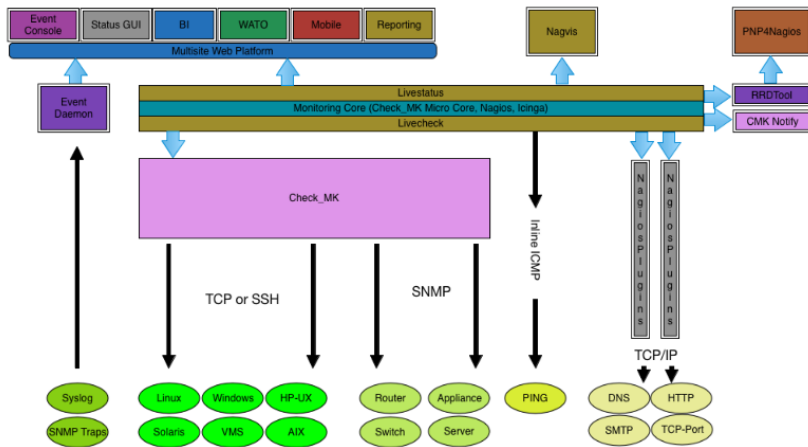 Event
Console
Status GUI
BI
WATO
Mobile
Reporting
Nagvis
PNP4Nagios
Multisite Web Platform
Event
Daemon
Livestatus
Monitoring Core (Check_MK Micro Core, Nagios, Icinga)
Livecheck
RRDTool
CMK Notify
Check_MK
NagiosPlugins
NagiosPlugins
Inline ICMP
TCP or SSH
SNMP
TCP/IP
Syslog
Linux
Windows
HP-UX
Router
Appliance
PING
DNS
HTTP
SNMP Traps
Solaris
VMS
AIX
Switch
Server
SMTP
TCP-Port